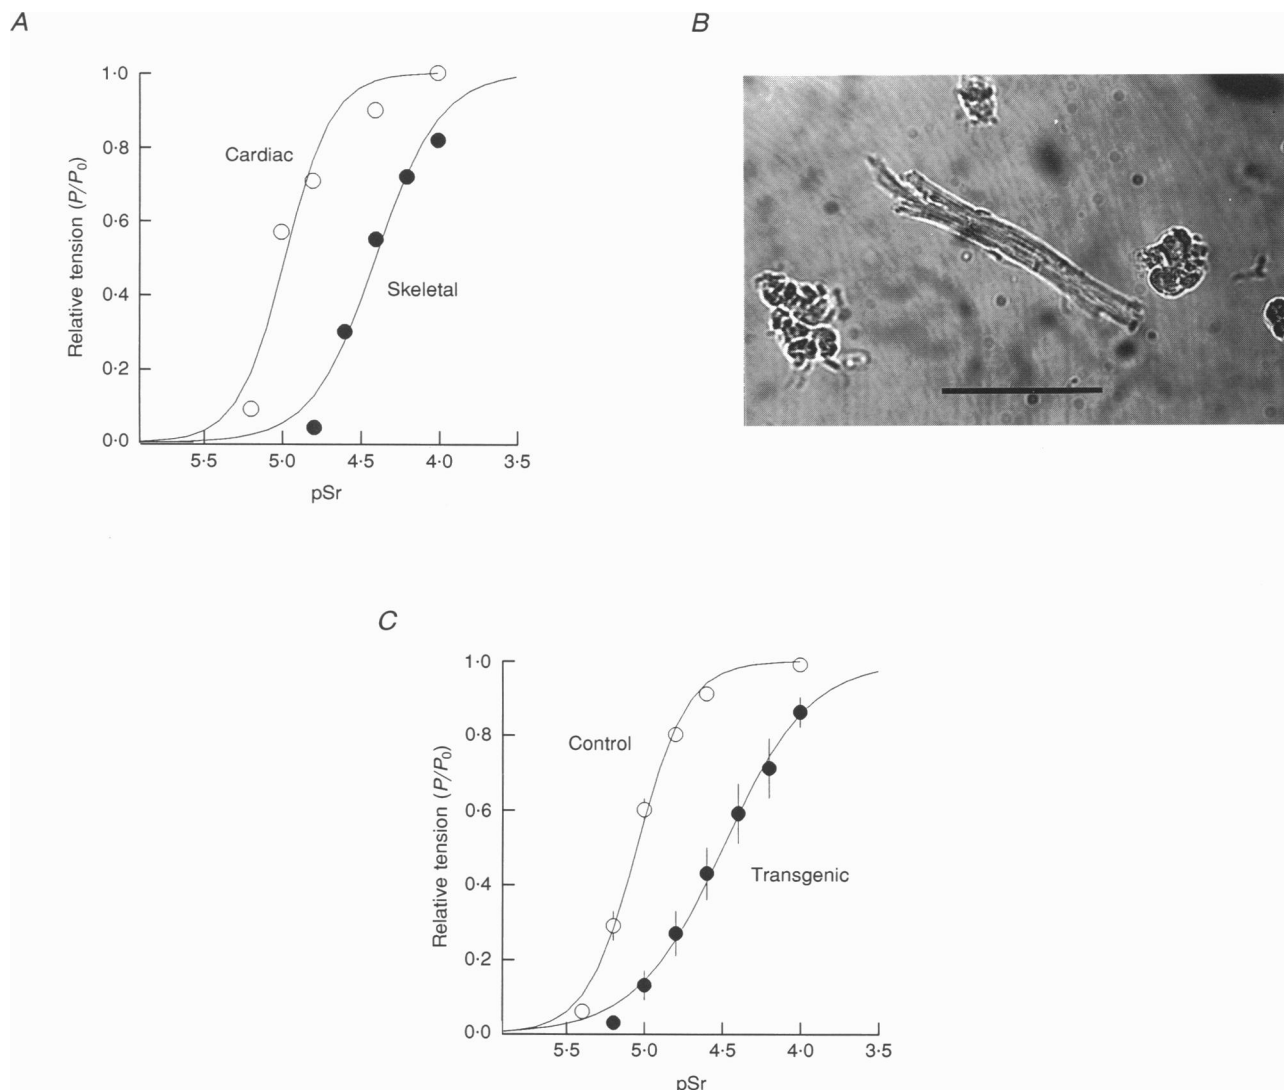 A
B
Relative tension (P/P0)
1·0
0·8
0·6
0·4
0·2
0·0
Cardiac
Skeletal
5·5 5·0 4·5 4·0 3·5
pSr
C
Relative tension (P/P0)
1·0
0·8
0·6
0·4
0·2
0·0
Control
Transgenic
5·5 5·0 4·5 4·0 3·5
pSr